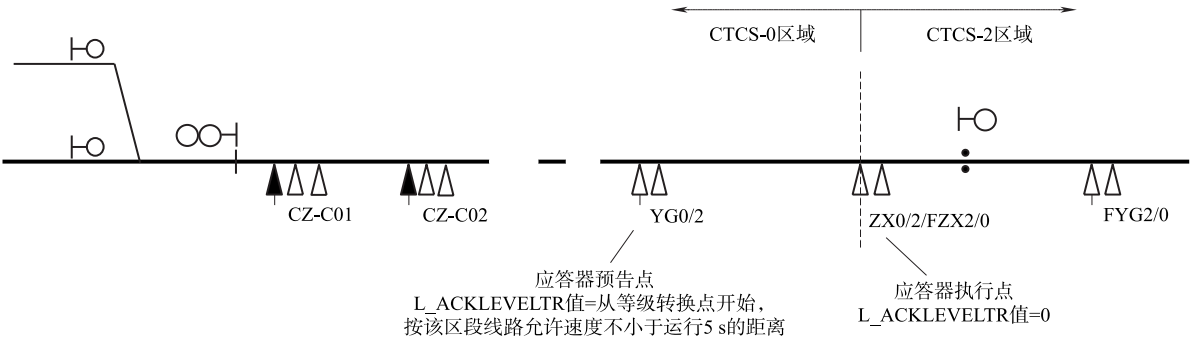 CTCS-0区域
CTCS-2区域
CZ-C01
CZ-C02
YG0/2
ZX0/2/FZX2/0
FYG2/0
应答器预告点
L_ACKLEVELTR值=从等级转换点开始，
按该区段线路允许速度不小于运行5 s的距离
应答器执行点
L_ACKLEVELTR值=0